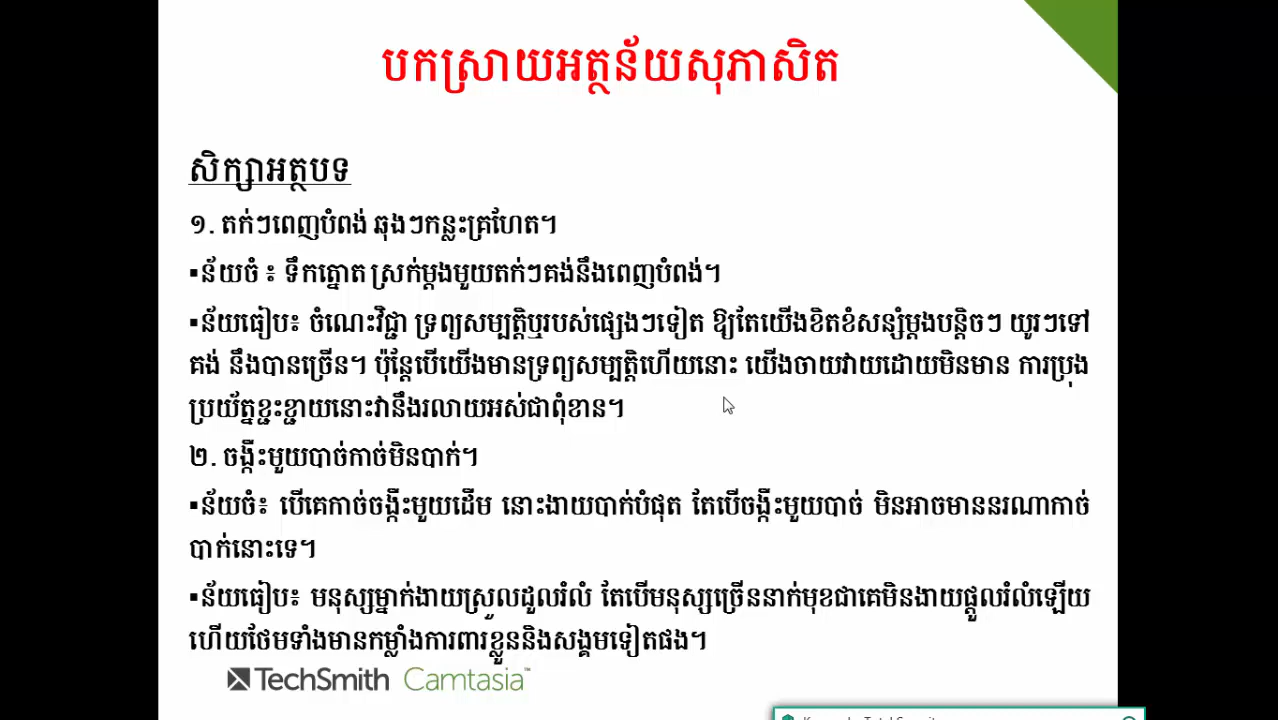 បកស្រាយអត្ថន័យសុភាសិត
សិក្សាអត្ថបទ
១. តក់ៗពេញបំពង់ ឆុងៗកន្លះគ្រហែត។
▪ន័យចំ ៖ ទឹកត្នោត ស្រក់ម្តងមួយតក់ៗគង់នឹងពេញបំពង់។
▪ន័យធៀប៖ ចំណេះវិជ្ជា ទ្រព្យសម្បត្តិឬរបស់ផ្សេងៗទៀត ឱ្យតែយើងខិតខំសន្សំម្តងបន្តិចៗ យូរៗទៅ
គង់ នឹងបានច្រើន។ ប៉ុន្តែបើយើងមានទ្រព្យសម្បត្តិហើយនោះ យើងចាយវាយដោយមិនមាន ការប្រុង
ប្រយ័ត្នខ្ជះខ្ជាយនោះវានឹងរលាយអស់ជាពុំខាន។
២. ចង្កឹះមួយបាច់កាច់មិនបាក់។
▪ន័យចំ៖ បើគេកាច់ចង្កឹះមួយដើម នោះងាយបាក់បំផុត តែបើចង្កឹះមួយបាច់ មិនអាចមាននរណាកាច់
បាក់នោះទេ។
▪ន័យធៀប៖ មនុស្សម្នាក់ងាយស្រួលដួលរំលំ តែបើមនុស្សច្រើននាក់មុខជាគេមិនងាយផ្តួលរំលំឡើយ
ហើយថែមទាំងមានកម្លាំងការពារខ្លួននិងសង្គមទៀតផង។
TechSmith Camtasia™